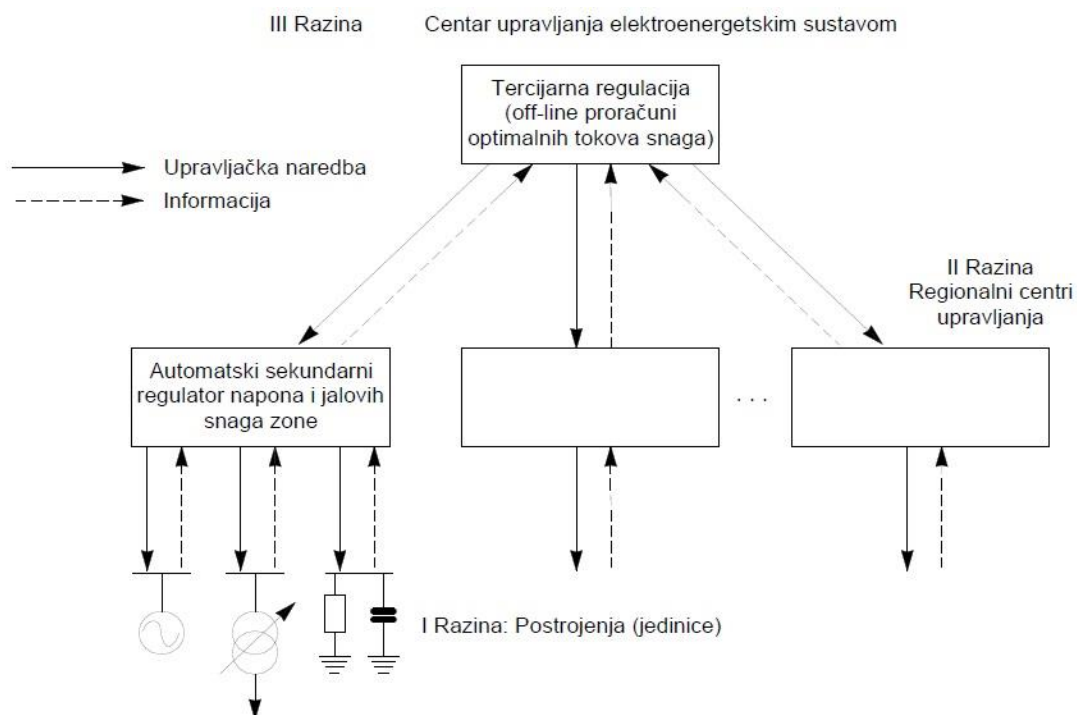 III Razina
Centar upravljanja elektroenergetskim sustavom
Tercijarna regulacija
(off-line proračuni
optimalnih tokova snaga)
Upravljačka naredba
Informacija
II Razina
Regionalni centri
upravljanja
Automatski sekundarni
regulator napona i jalovih
snaga zone
. . .
I Razina: Postrojenja (jedinice)